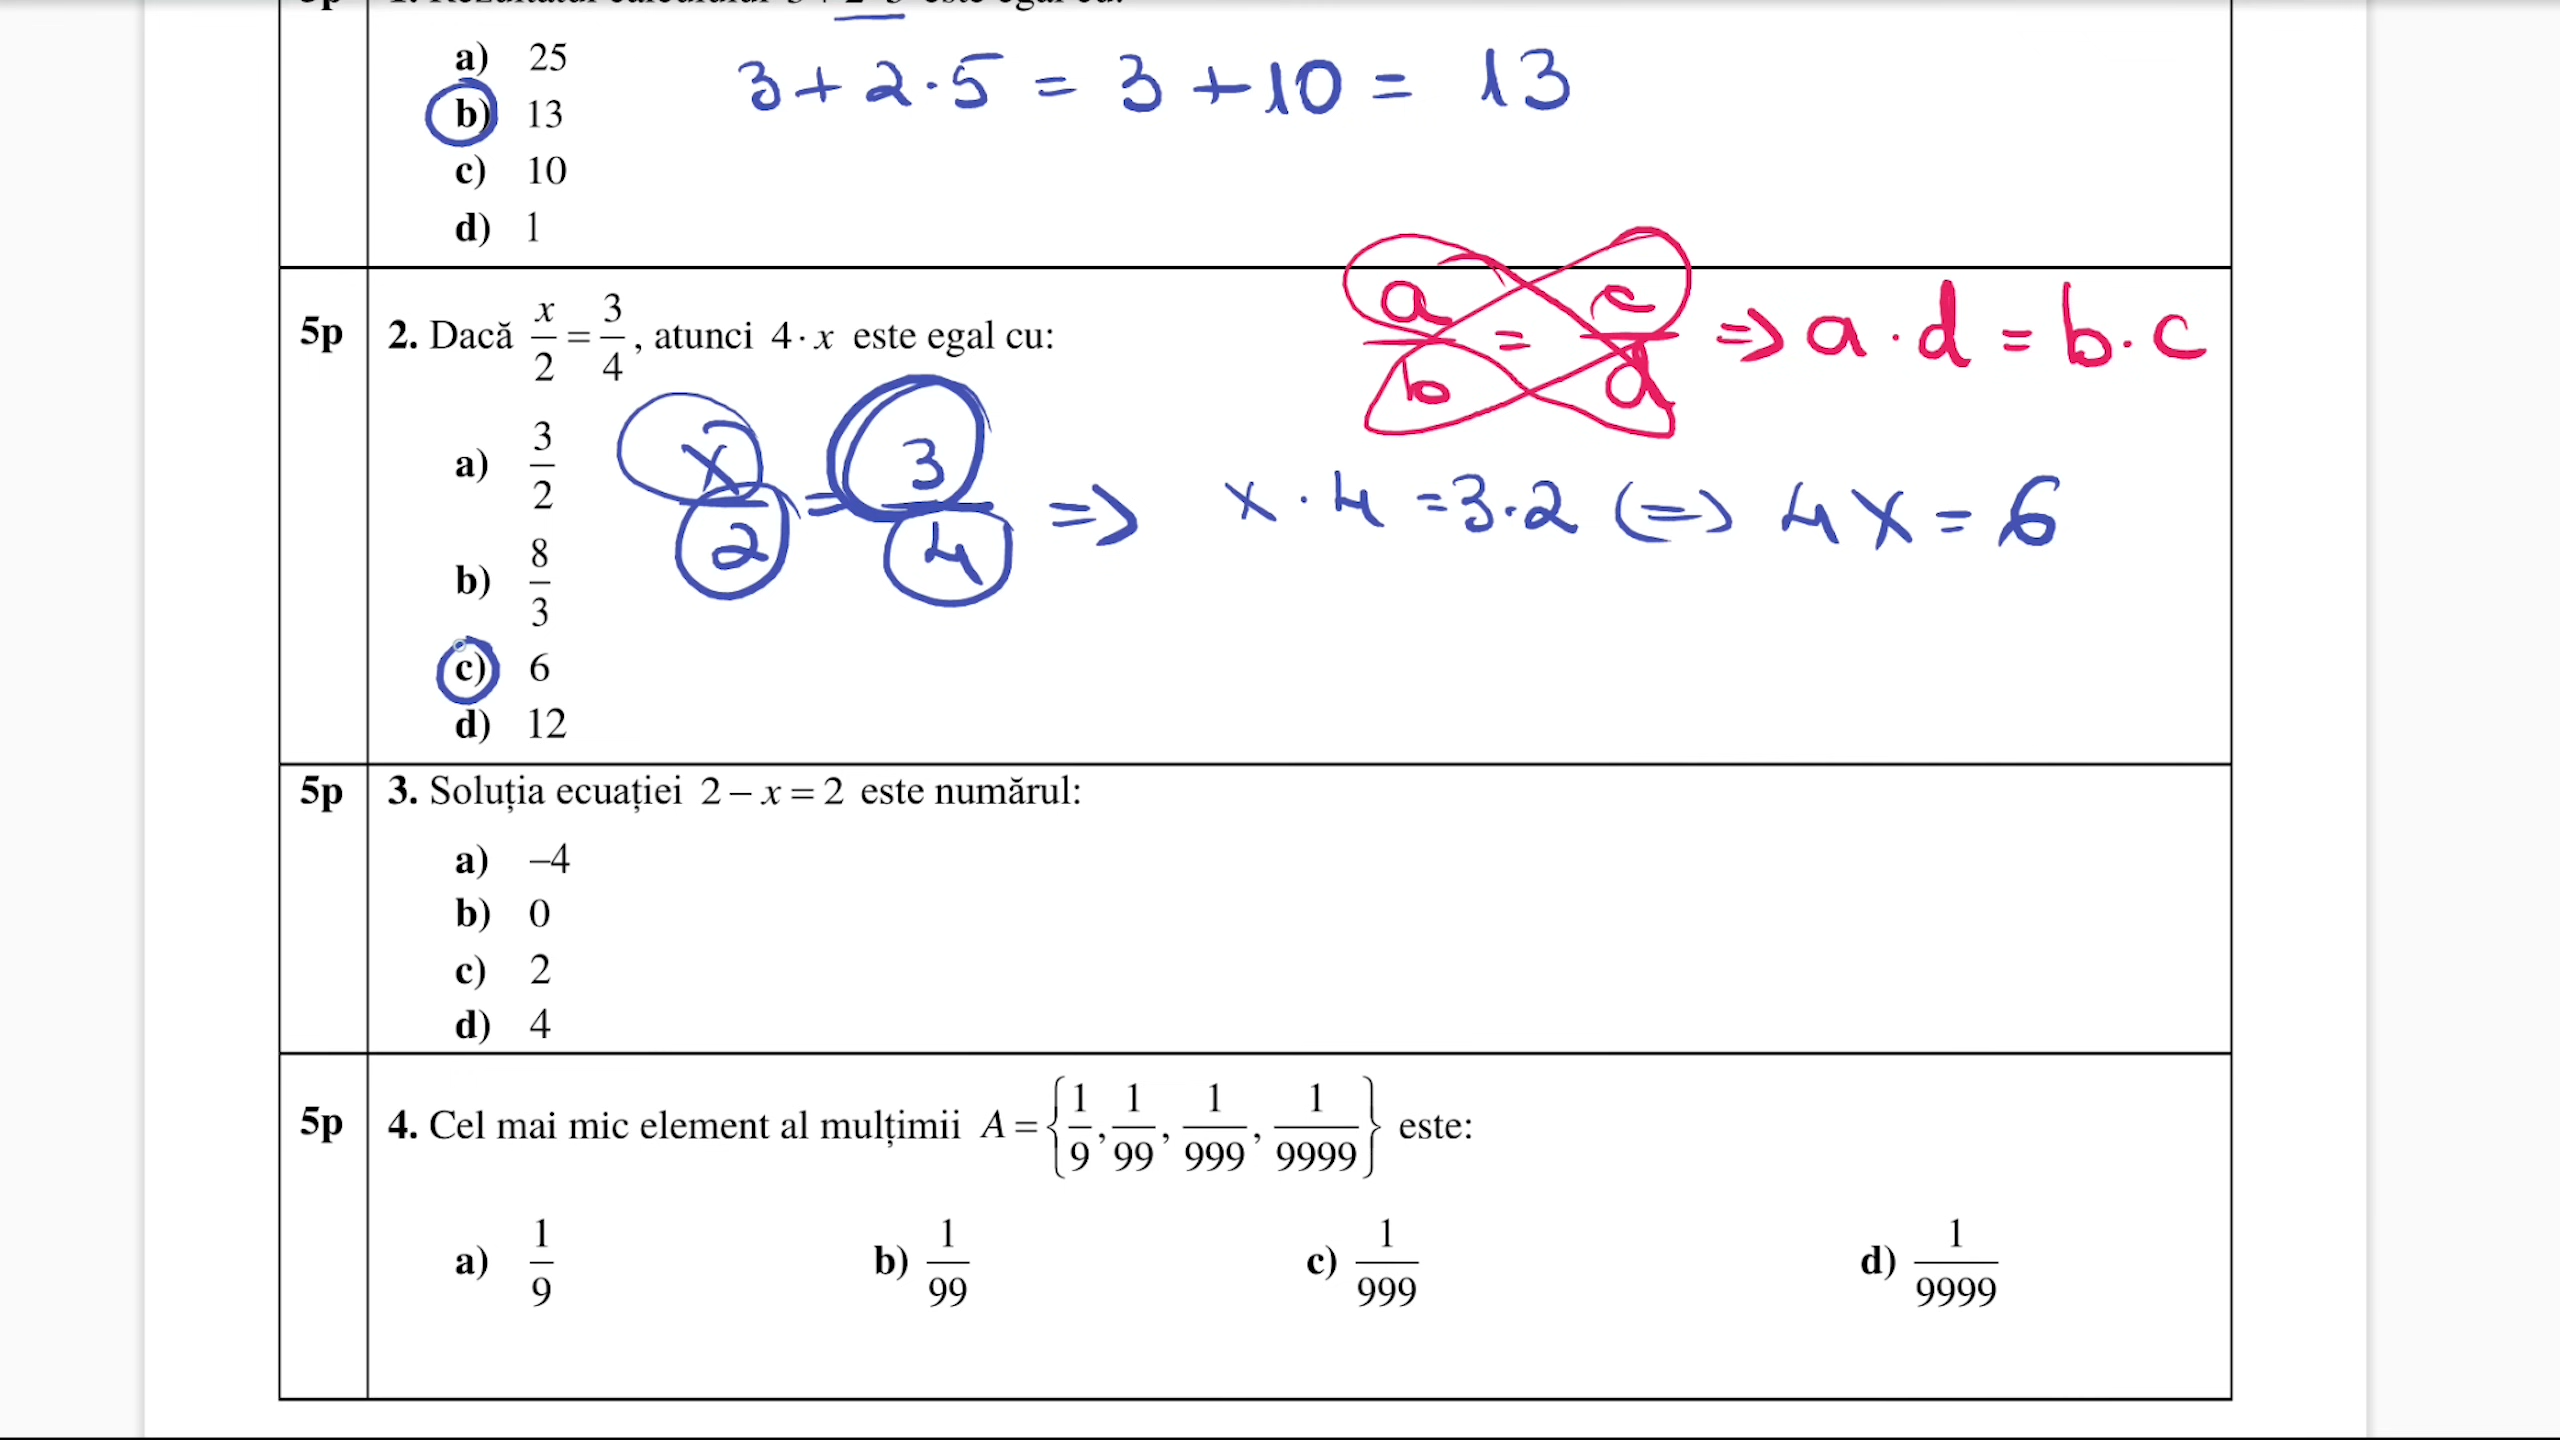 a) 25
3+2·5 = 3+10 = 13
b) 13
c) 10
d) 1
5p 2. Dacă x/2 = 3/4, atunci 4·x este egal cu:
a/b = c/d => a·d = b·c
a) 3/2
x/2 = 3/4 => x·4 = 3·2 (=) 4x = 6
b) 8/3
c) 6
d) 12
5p 3. Soluția ecuației 2 − x = 2 este numărul:
a) –4
b) 0
c) 2
d) 4
5p 4. Cel mai mic element al mulțimii A = {1/9, 1/99, 1/999, 1/9999} este:
a) 1/9 b) 1/99 c) 1/999 d) 1/9999